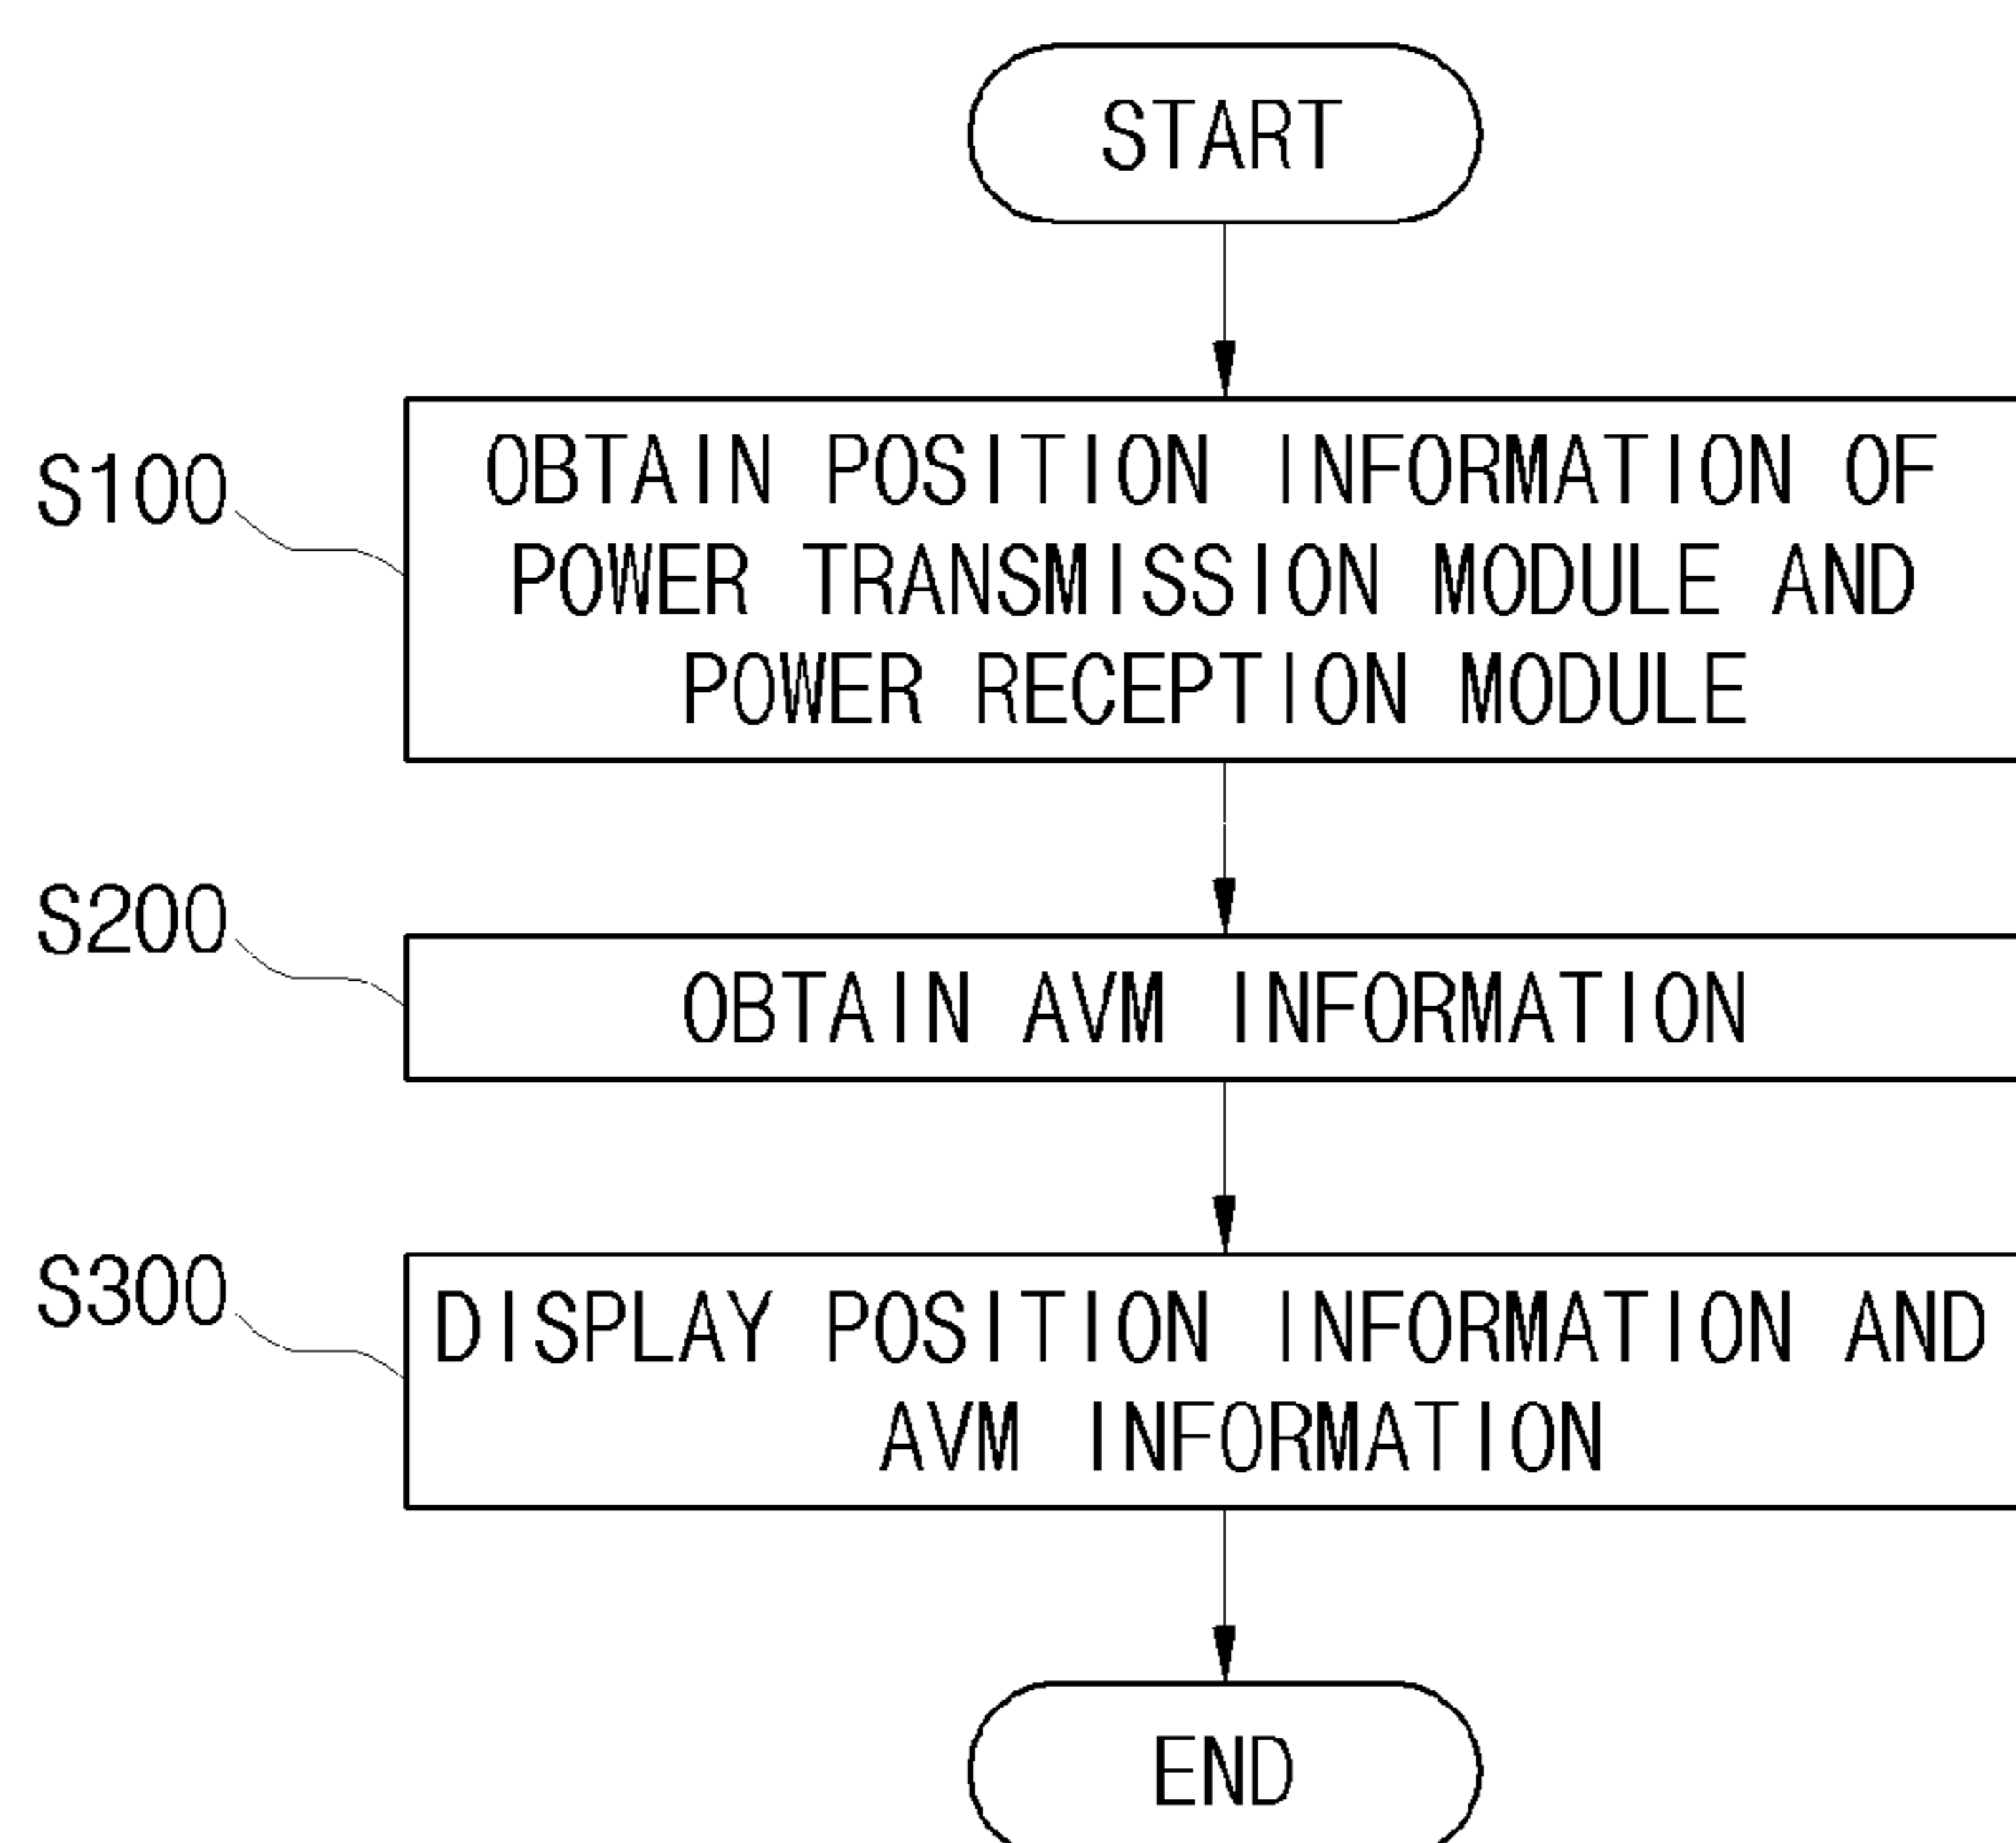 START
S100
OBTAIN POSITION INFORMATION OF
POWER TRANSMISSION MODULE AND
POWER RECEPTION MODULE
S200
OBTAIN AVM INFORMATION
S300
DISPLAY POSITION INFORMATION AND
AVM INFORMATION
END